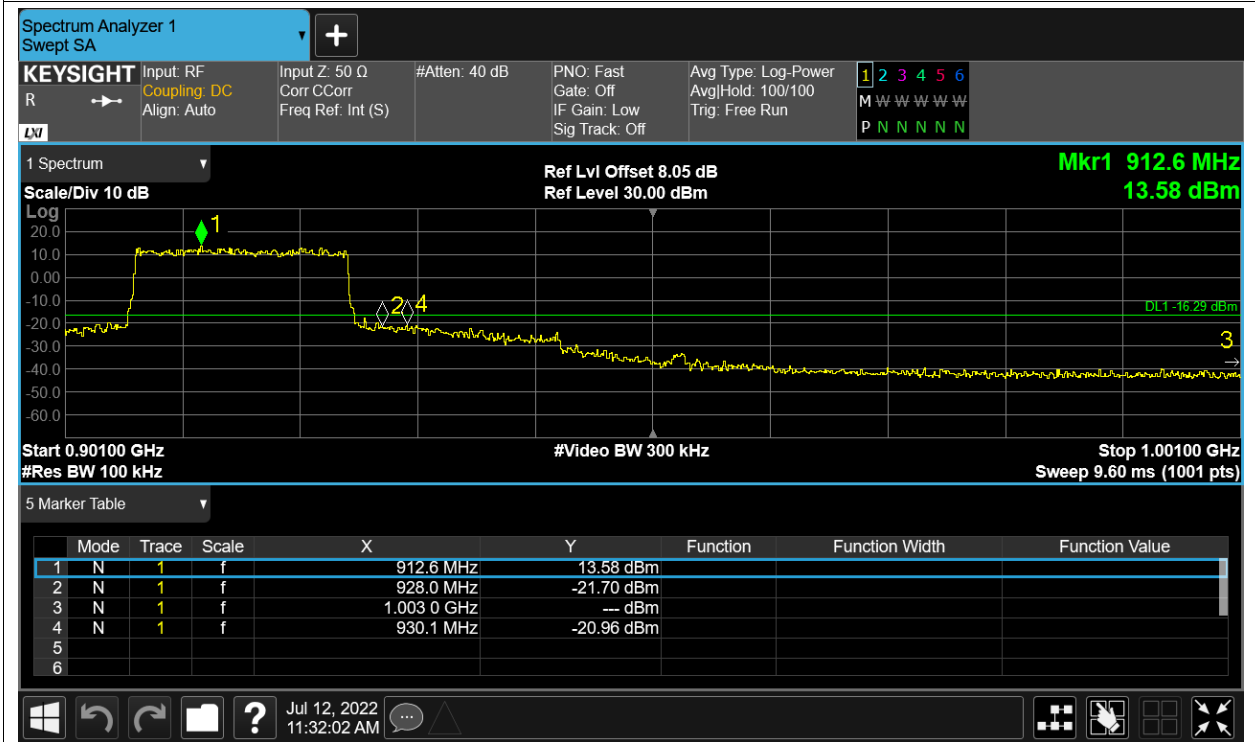 Spectrum Analyzer 1
Swept SA
KEYSIGHT
R
LXI
Input: RF
Coupling: DC
Align: Auto
Input Z: 50 Ω
Corr CCorr
Freq Ref: Int (S)
#Atten: 40 dB
PNO: Fast
Gate: Off
IF Gain: Low
Sig Track: Off
Avg Type: Log-Power
Avg|Hold: 100/100
Trig: Free Run
1 2 3 4 5 6
M W W W W W
P N N N N N
1 Spectrum
Scale/Div 10 dB
Ref Lvl Offset 8.05 dB
Ref Level 30.00 dBm
Mkr1 912.6 MHz
13.58 dBm
Log
20.0
10.0
0.00
-10.0
-20.0
-30.0
-40.0
-50.0
-60.0
1
2
4
DL1 -16.29 dBm
3
Start 0.90100 GHz
#Res BW 100 kHz
#Video BW 300 kHz
Stop 1.00100 GHz
Sweep 9.60 ms (1001 pts)
5 Marker Table
Mode Trace Scale X Y Function Function Width Function Value
1 N 1 f 912.6 MHz 13.58 dBm
2 N 1 f 928.0 MHz -21.70 dBm
3 N 1 f 1.003 0 GHz --- dBm
4 N 1 f 930.1 MHz -20.96 dBm
5
6
?
Jul 12, 2022
11:32:02 AM